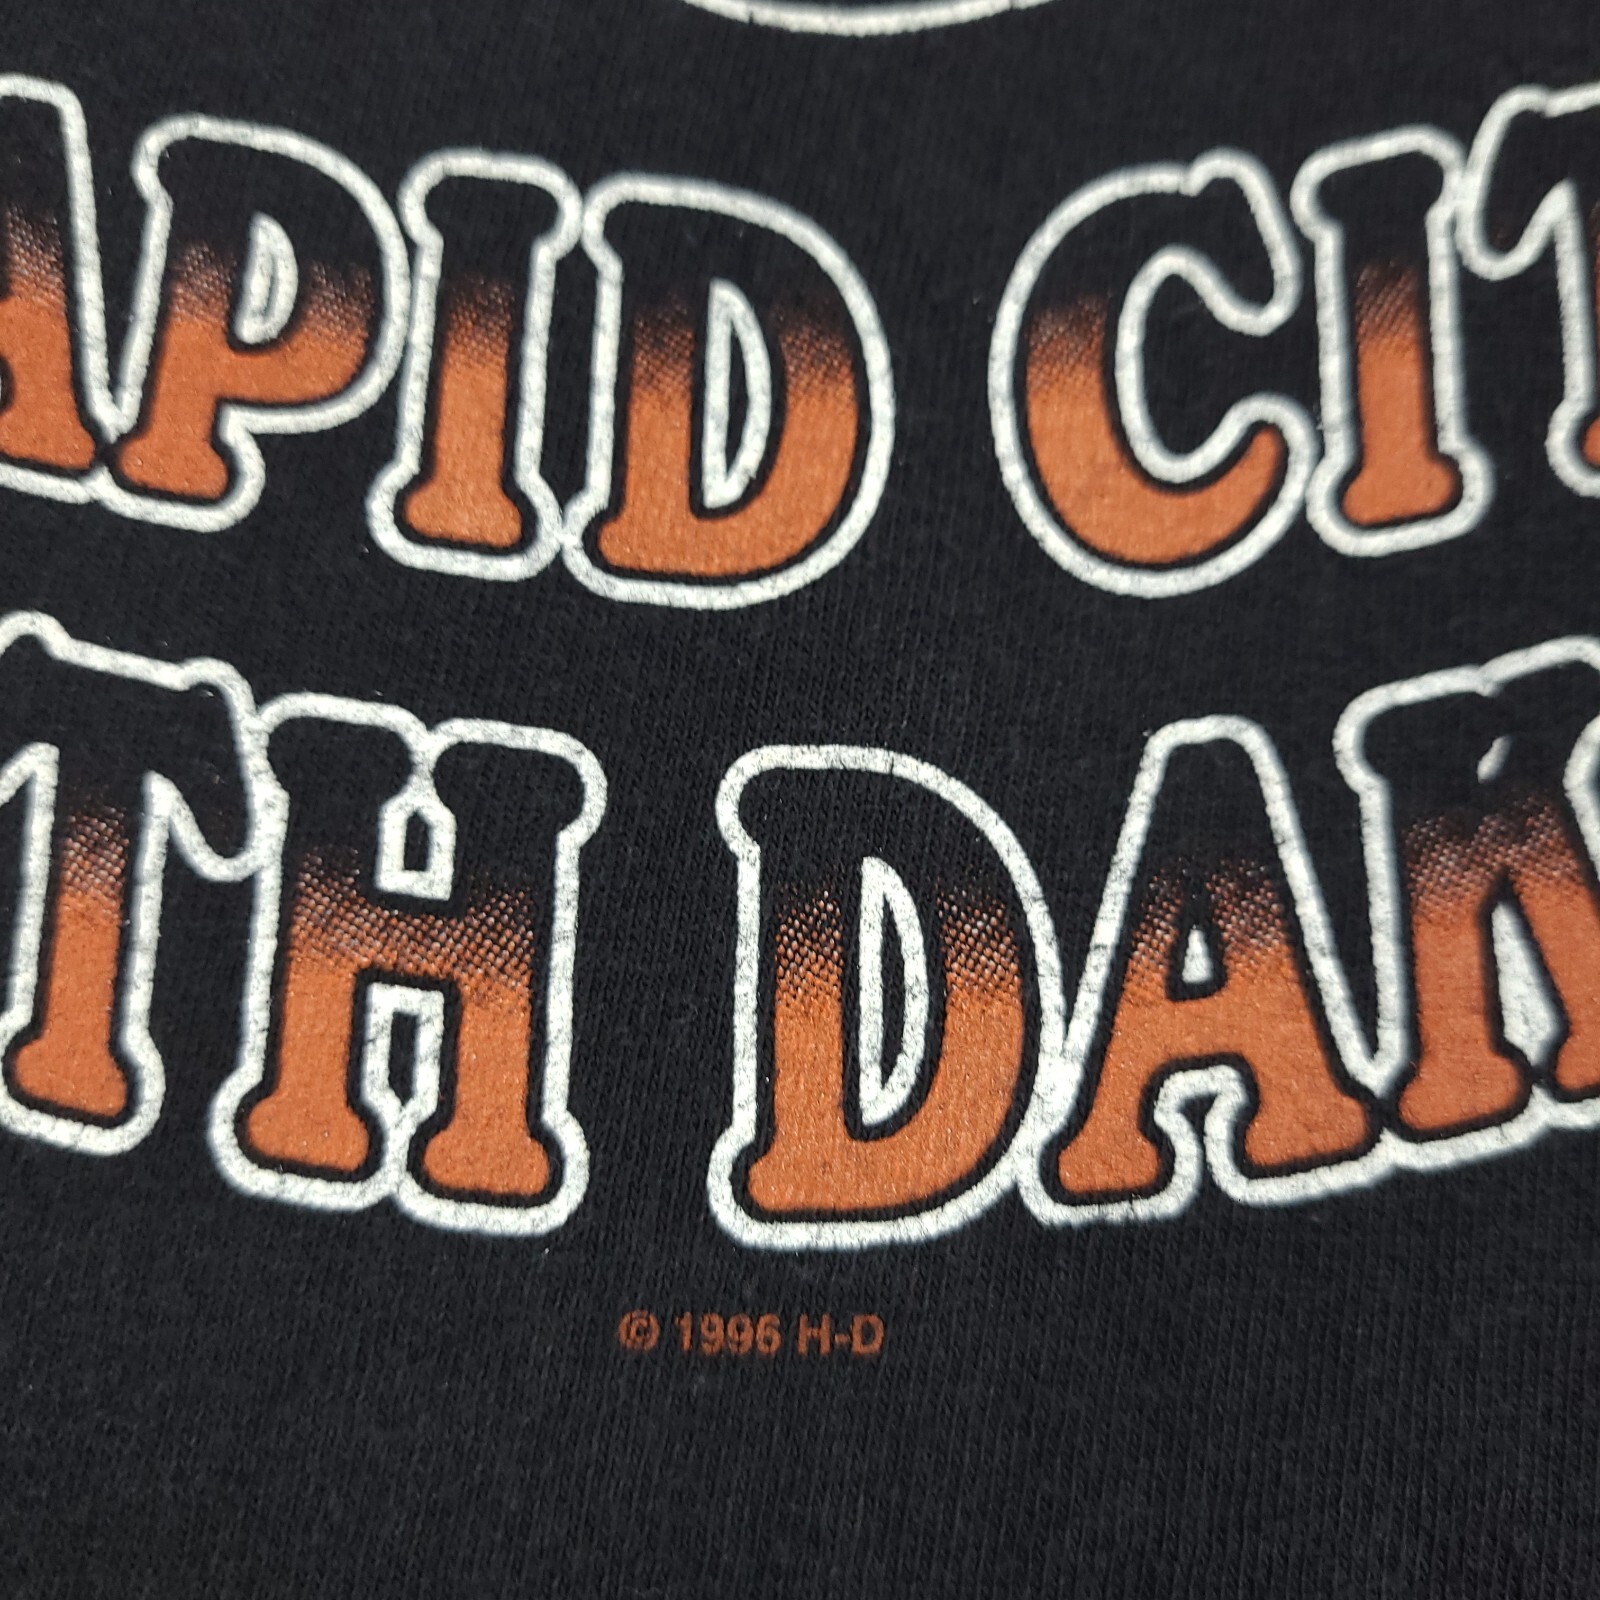 APID CIT
TH DAK
© 1996 H-D